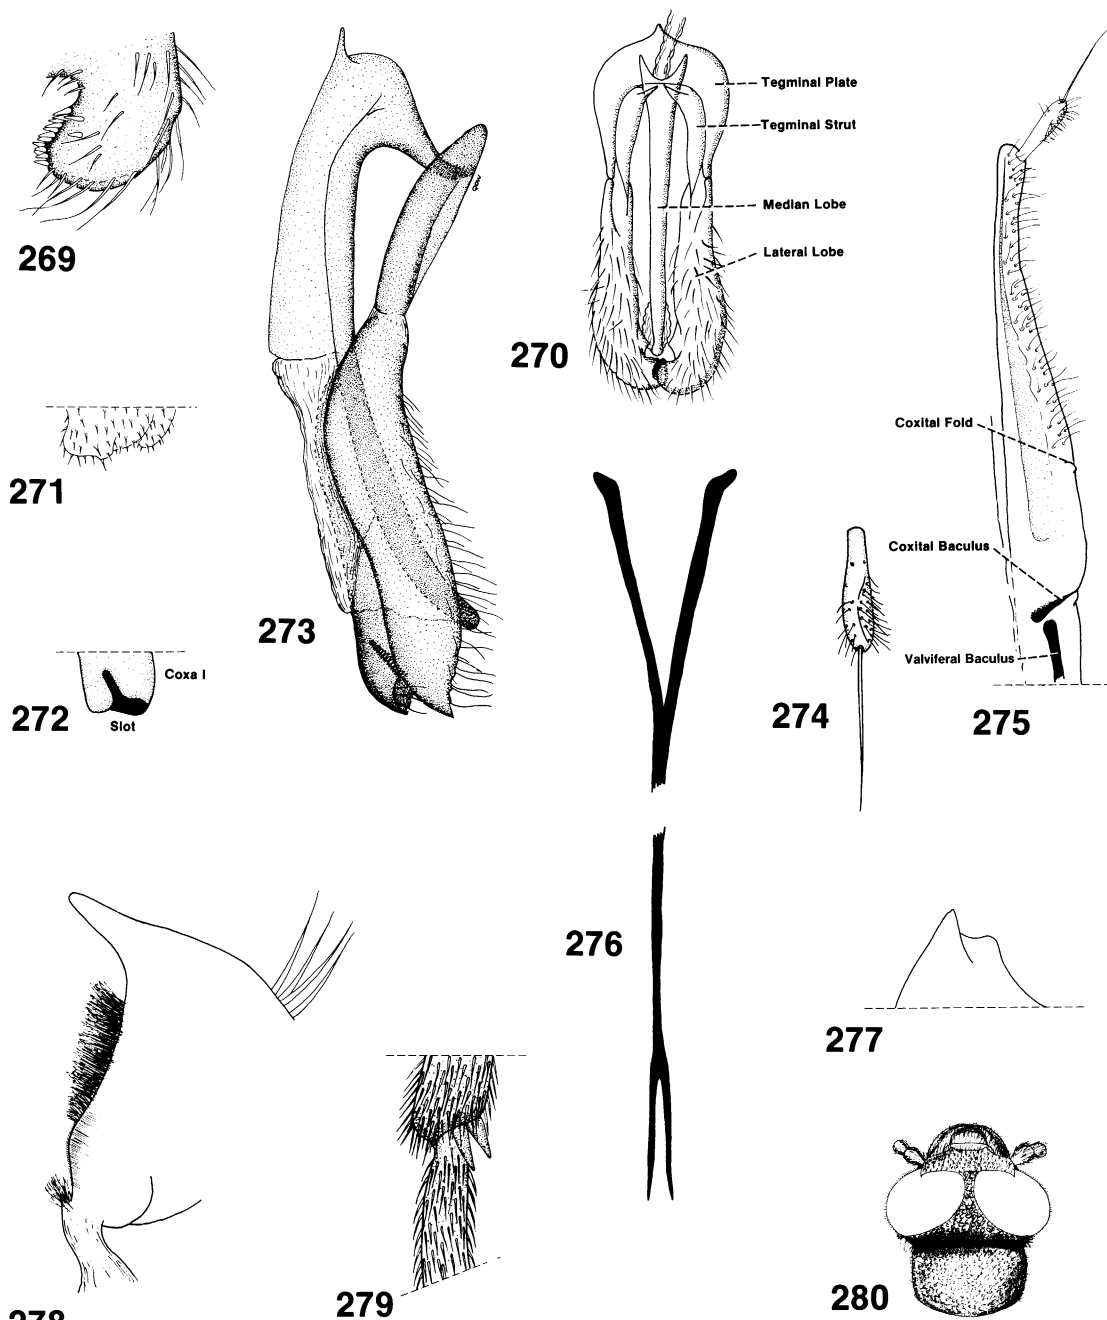 269
273
270
Tegminal Plate
Tegminal Strut
Median Lobe
Lateral Lobe
271
272
Coxa I
Slot
274
275
Coxital Fold
Coxital Baculus
Valviferal Baculus
276
277
278
279
280